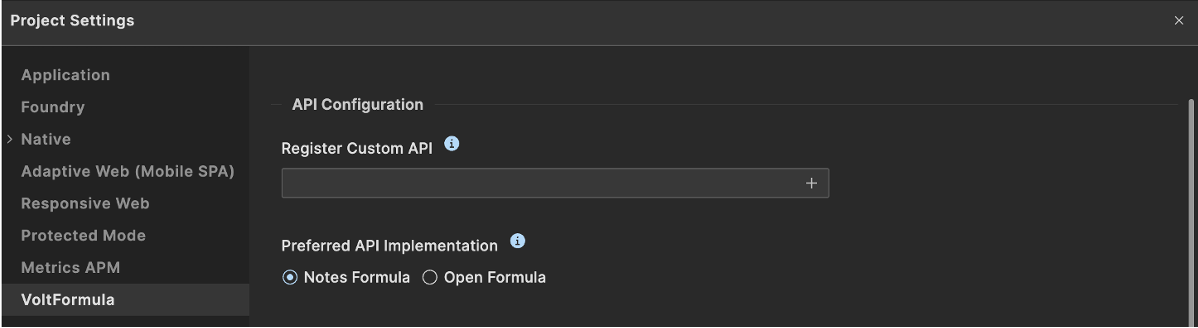 Project Settings
Application
Foundry
Native
Adaptive Web (Mobile SPA)
Responsive Web
Protected Mode
Metrics APM
VoltFormula
API Configuration
Register Custom API
Preferred API Implementation
Notes Formula Open Formula